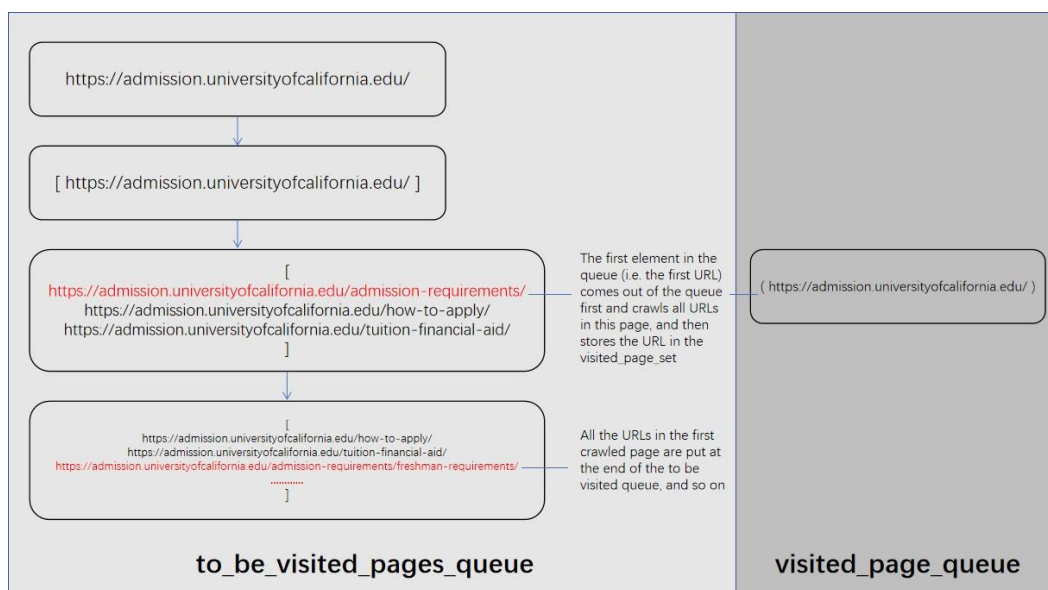 https://admission.universityofcalifornia.edu/
[ https://admission.universityofcalifornia.edu/ ]
[
https://admission.universityofcalifornia.edu/admission-requirements/
https://admission.universityofcalifornia.edu/how-to-apply/
https://admission.universityofcalifornia.edu/tuition-financial-aid/
]
The first element in the
queue (i.e. the first URL)
comes out of the queue
first and crawls all URLs
in this page, and then
stores the URL in the
visited_page_set
( https://admission.universityofcalifornia.edu/ )
[
https://admission.universityofcalifornia.edu/how-to-apply/
https://admission.universityofcalifornia.edu/tuition-financial-aid/
https://admission.universityofcalifornia.edu/admission-requirements/freshman-requirements/
............
]
All the URLs in the first
crawled page are put at
the end of the to be
visited queue, and so on
to_be_visited_pages_queue
visited_page_queue